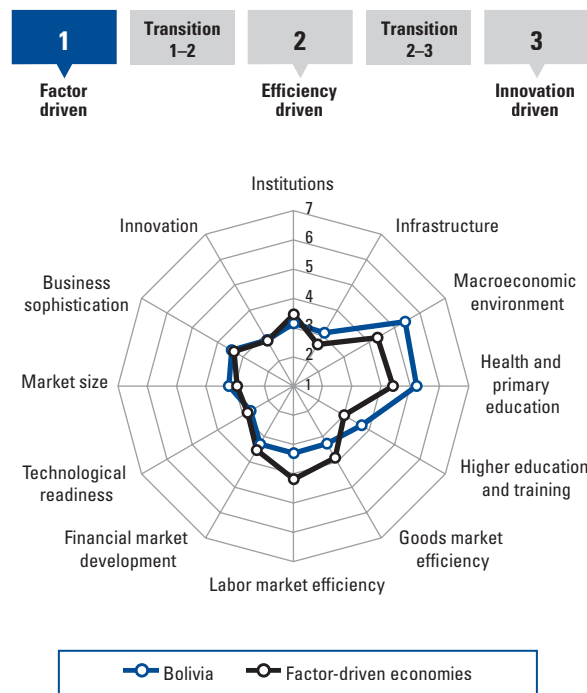 1
Transition
1–2
2
Transition
2–3
3
Factor
driven
Efficiency
driven
Innovation
driven
Institutions
7
6
5
4
3
2
1
Innovation
Infrastructure
Business
sophistication
Macroeconomic
environment
Market size
Health and
primary
education
Technological
readiness
Higher education
and training
Financial market
development
Goods market
efficiency
Labor market efficiency
Bolivia
Factor-driven economies